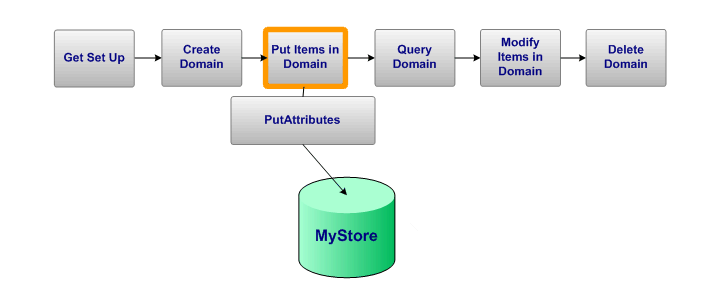 Get Set Up
Create
Domain
Put Items in
Domain
Query
Domain
Modify
Items in
Domain
Delete
Domain
PutAttributes
MyStore